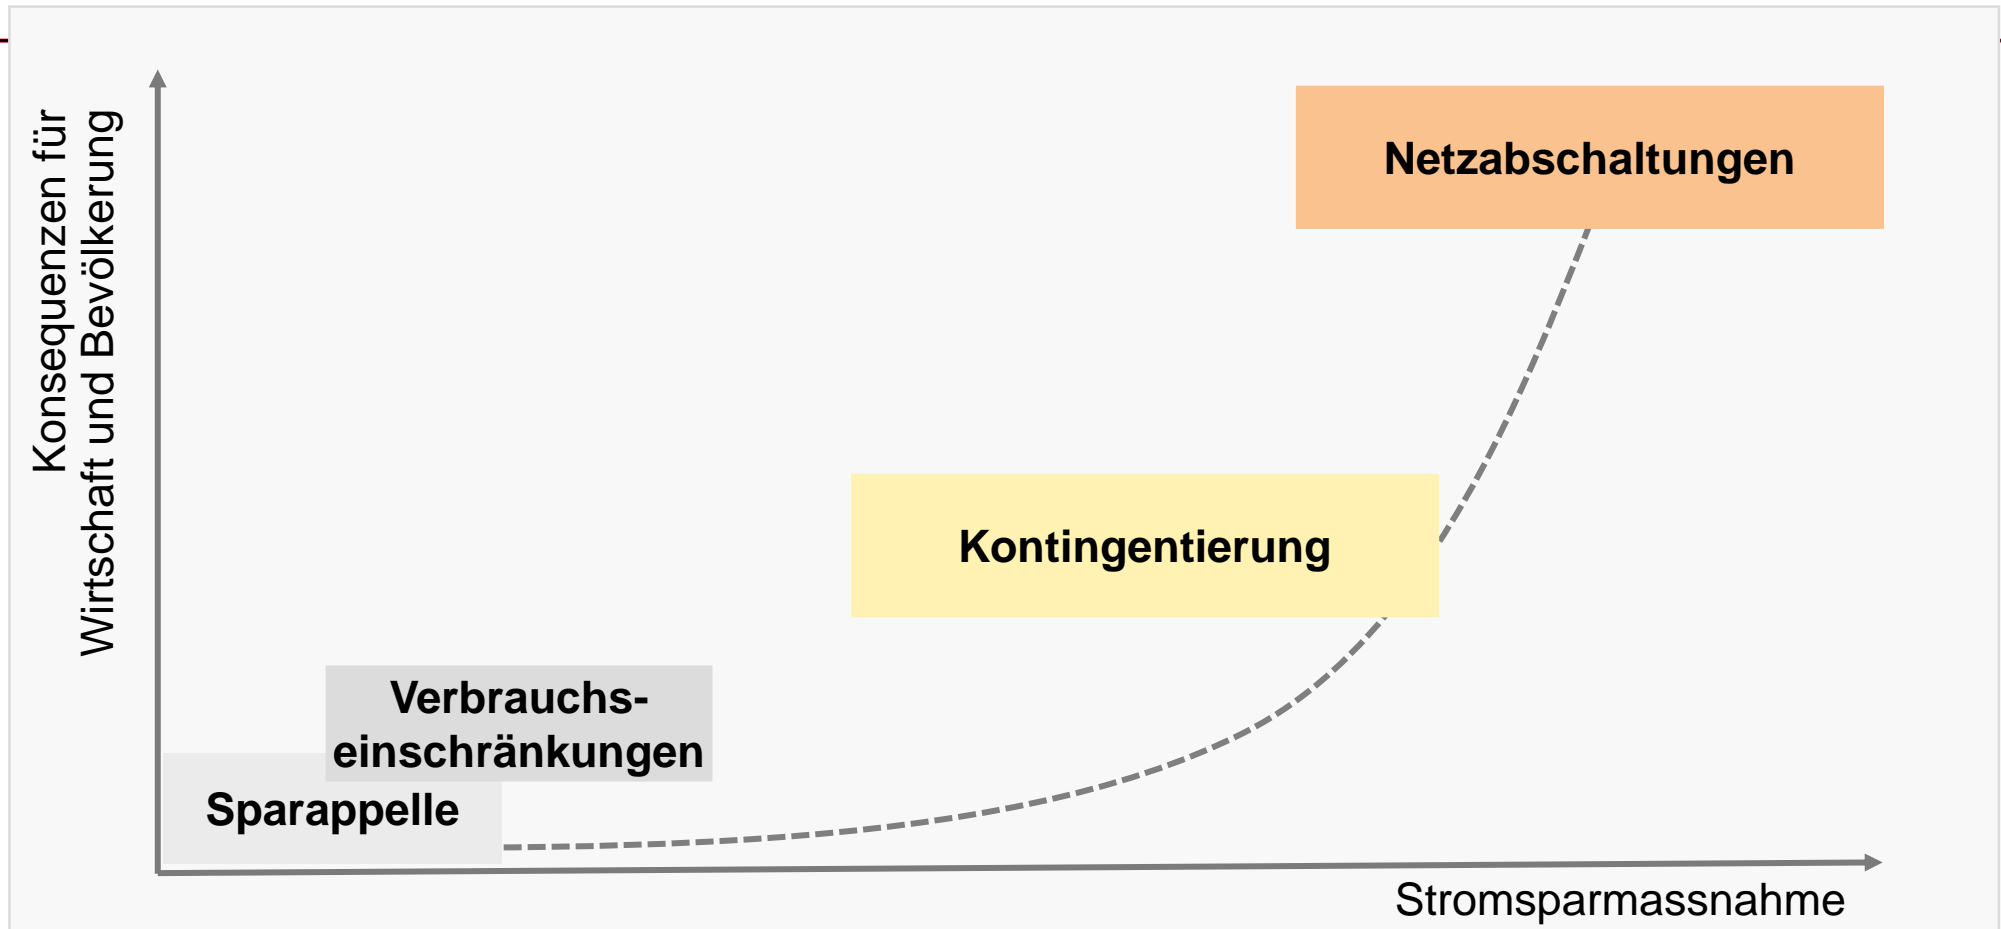 Konsequenzen für
Wirtschaft und Bevölkerung
Netzabschaltungen
Kontingentierung
Verbrauchs-
einschränkungen
Sparappelle
Stromsparmassnahme